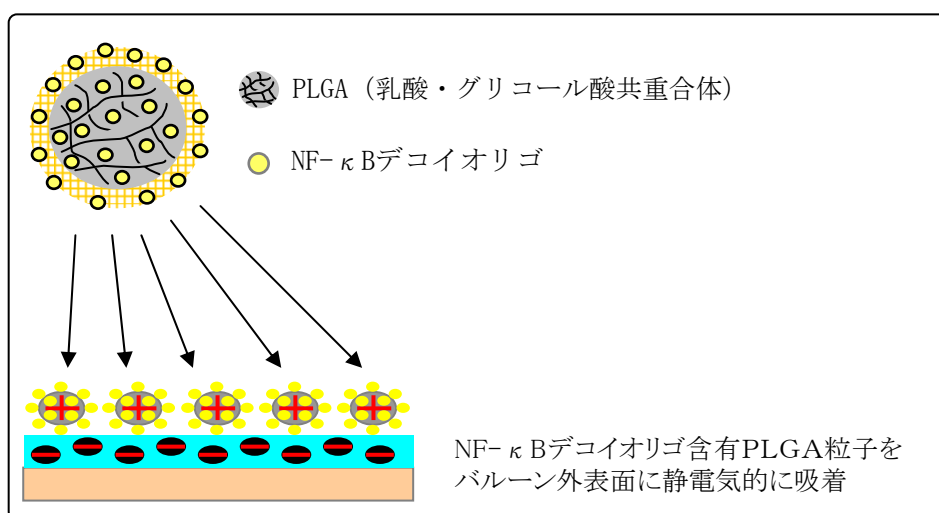 PLGA（乳酸・グリコール酸共重合体）
NF-κBデコイオリゴ
NF-κBデコイオリゴ含有PLGA粒子を
バルーン外表面に静電気的に吸着